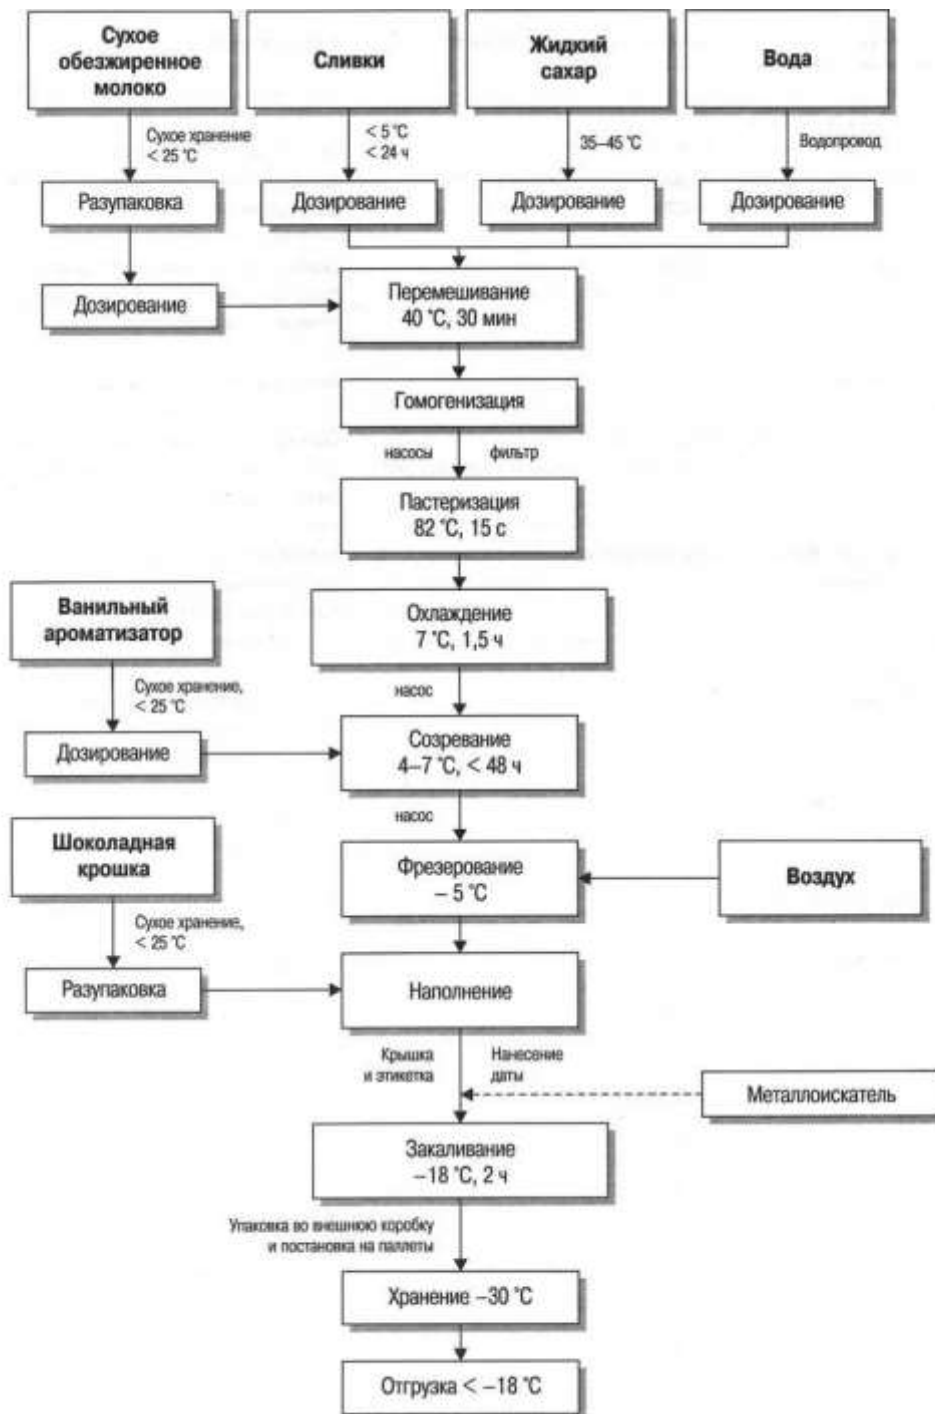 Сухое
обезжиренное
молоко
Сливки
Жидкий
сахар
Вода
Сухое хранение
< 25 °C
< 5 °C
< 24 ч
35–45 °C
Водопровод
Разупаковка
Дозирование
Дозирование
Дозирование
Дозирование
Перемешивание
40 °C, 30 мин
Гомогенизация
насосы
фильтр
Пастеризация
82 °C, 15 с
Ванильный
ароматизатор
Охлаждение
7 °C, 1,5 ч
Сухое хранение,
< 25 °C
насос
Дозирование
Созревание
4–7 °C, < 48 ч
насос
Шоколадная
крошка
Фрезерование
– 5 °C
Воздух
Сухое хранение,
< 25 °C
Разупаковка
Наполнение
Крышка
и этикетка
Нанесение
даты
Металлоискатель
Закаливание
–18 °C, 2 ч
Упаковка во внешнюю коробку
и постановка на паллеты
Хранение –30 °C
Отгрузка < –18 °C